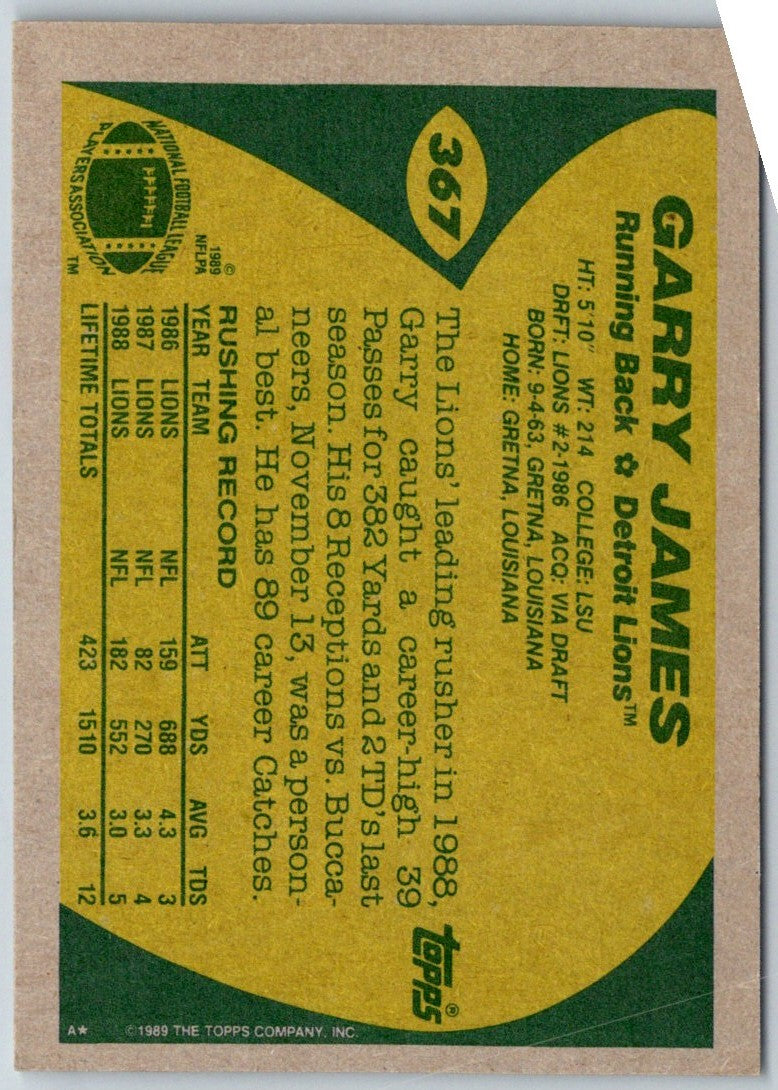 367
GARRY JAMES
Running Back ✿ Detroit Lions™
HT: 5'10" WT: 214 COLLEGE: LSU
DRFT: LIONS #2-1986 ACQ: VIA DRAFT
BORN: 9-4-63, GRETNA, LOUISIANA
HOME: GRETNA, LOUISIANA
The Lions' leading rusher in 1988,
Garry caught a career-high 39
Passes for 382 Yards and 2 TD's last
season. His 8 Receptions vs. Bucca-
neers, November 13, was a person-
al best. He has 89 career Catches.
topps®
NATIONAL FOOTBALL LEAGUE
PLAYERS ASSOCIATION
TM
©
1989
NFLPA
RUSHING RECORD
YEAR TEAM ATT YDS AVG TDS
1986 LIONS NFL 159 688 4.3 3
1987 LIONS NFL 82 270 3.3 4
1988 LIONS NFL 182 552 3.0 5
LIFETIME TOTALS 423 1510 3.6 12
A★ © 1989 THE TOPPS COMPANY, INC.